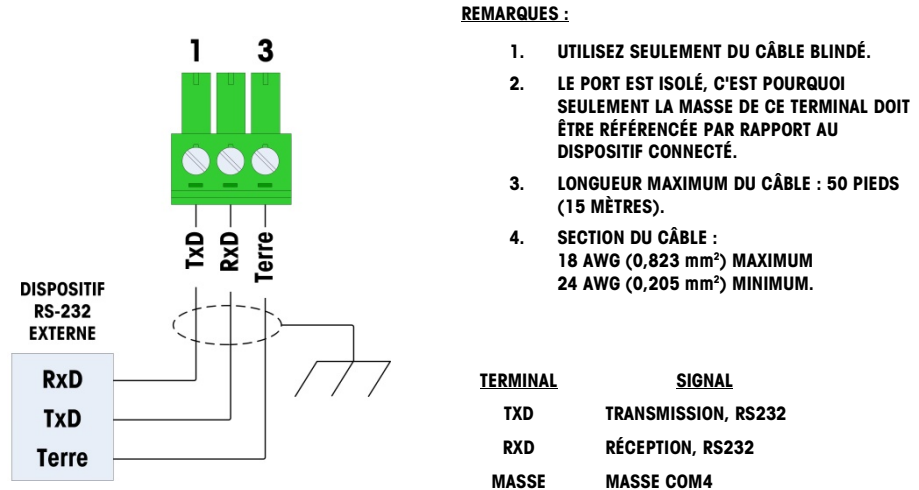 1 3
TxD RxD Terre
DISPOSITIF
RS-232
EXTERNE
RxD
TxD
Terre
REMARQUES :
1. UTILISEZ SEULEMENT DU CÂBLE BLINDÉ.
2. LE PORT EST ISOLÉ, C'EST POURQUOI
SEULEMENT LA MASSE DE CE TERMINAL DOIT
ÊTRE RÉFÉRENCÉE PAR RAPPORT AU
DISPOSITIF CONNECTÉ.
3. LONGUEUR MAXIMUM DU CÂBLE : 50 PIEDS
(15 MÈTRES).
4. SECTION DU CÂBLE :
18 AWG (0,823 mm²) MAXIMUM
24 AWG (0,205 mm²) MINIMUM.
TERMINAL SIGNAL
TXD TRANSMISSION, RS232
RXD RÉCEPTION, RS232
MASSE MASSE COM4